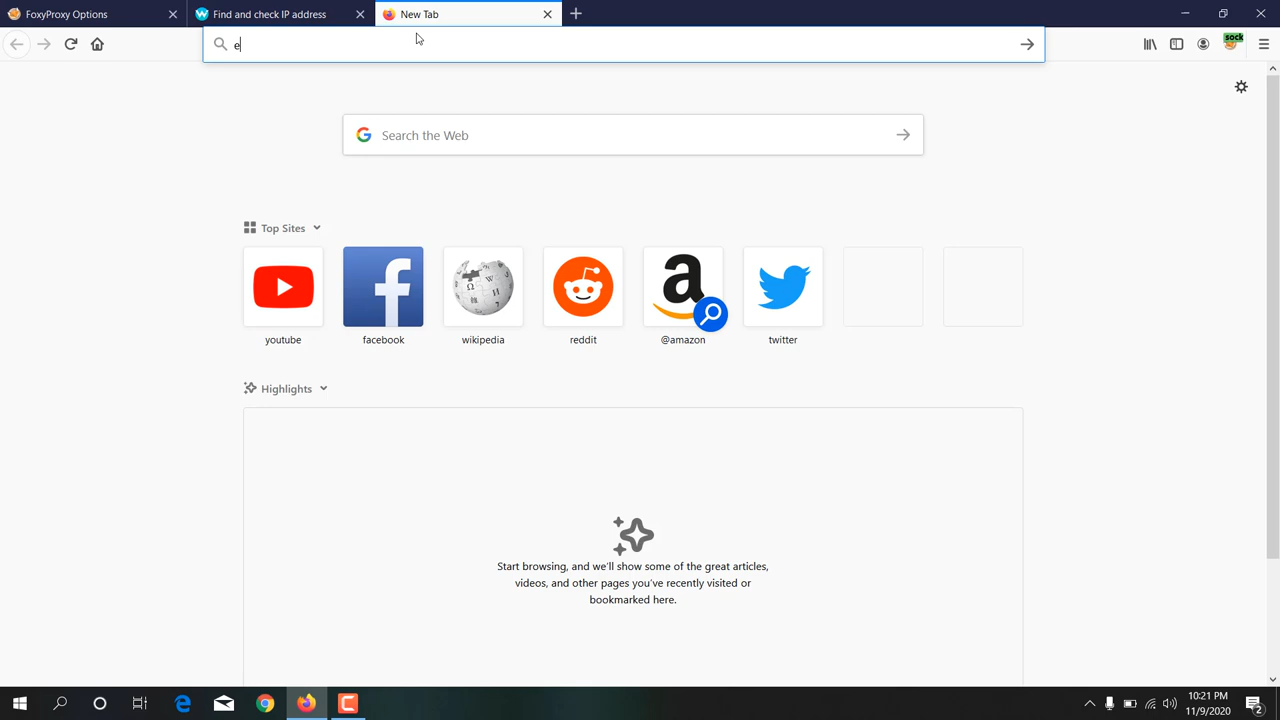 FoxyProxy Options
Find and check IP address
New Tab
e
sock
Search the Web
Top Sites
youtube
facebook
wikipedia
reddit
@amazon
twitter
Highlights
Start browsing, and we'll show some of the great articles,
videos, and other pages you've recently visited or
bookmarked here.
10:21 PM
11/9/2020
2